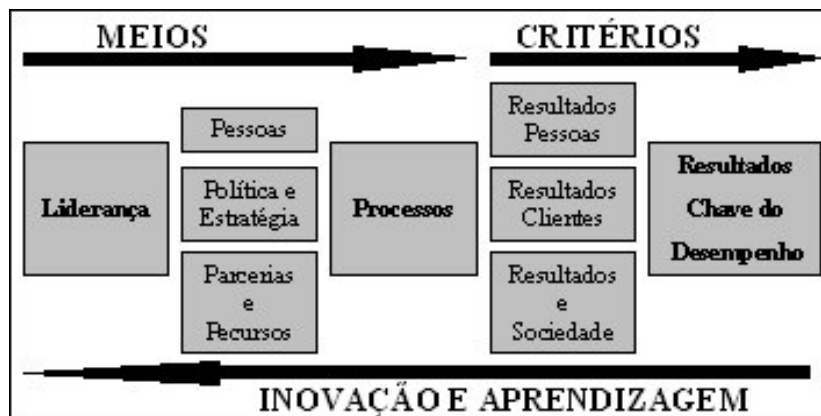 MEIOS
CRITÉRIOS
Liderança
Pessoas
Política e
Estratégia
Parcerias
e
Pecursos
Processos
Resultados
Pessoas
Resultados
Clientes
Resultados
e
Sociedade
Resultados
Chave do
Desempenho
INOVAÇÃO E APRENDIZAGEM